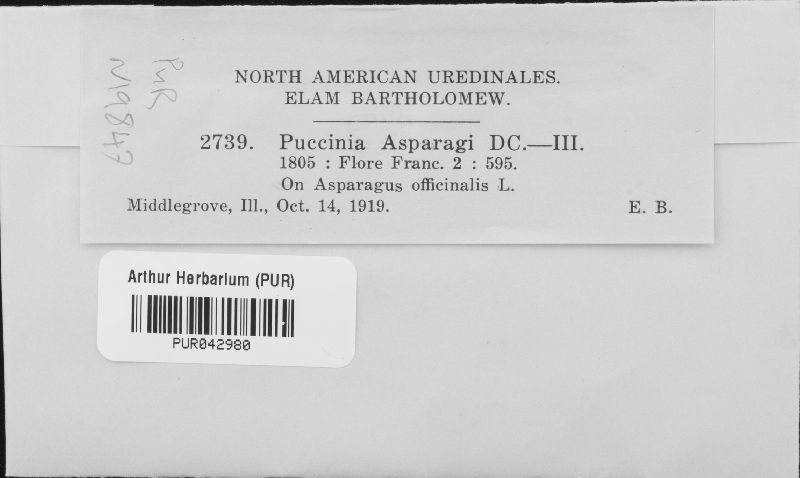 PUR
N19847
NORTH AMERICAN UREDINALES.
ELAM BARTHOLOMEW.
2739. Puccinia Asparagi DC.—III.
1805 : Flore Franc. 2 : 595.
On Asparagus officinalis L.
Middlegrove, Ill., Oct. 14, 1919. E. B.
Arthur Herbarium (PUR)
PUR042980